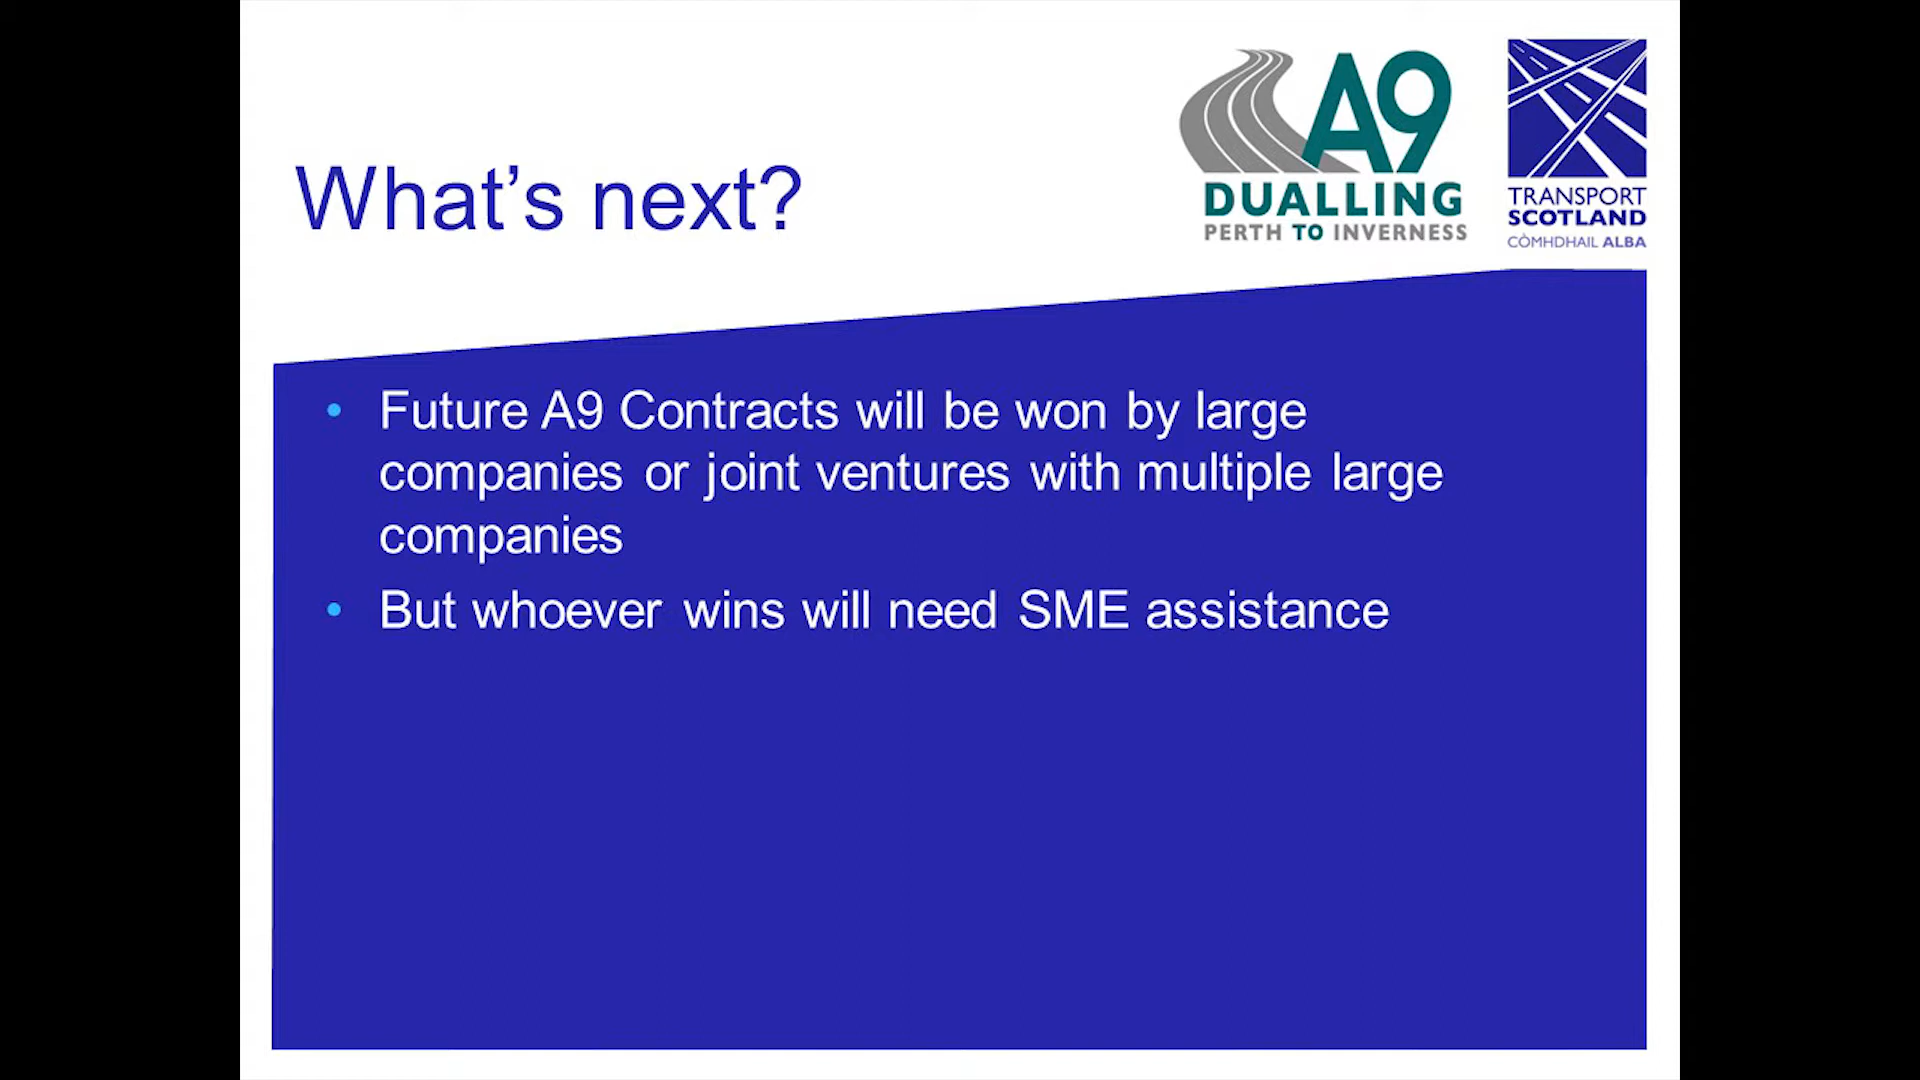 A9
DUALLING
PERTH TO INVERNESS
TRANSPORT
SCOTLAND
CÒMHDHAIL ALBA
What’s next?
• Future A9 Contracts will be won by large
companies or joint ventures with multiple large
companies
• But whoever wins will need SME assistance